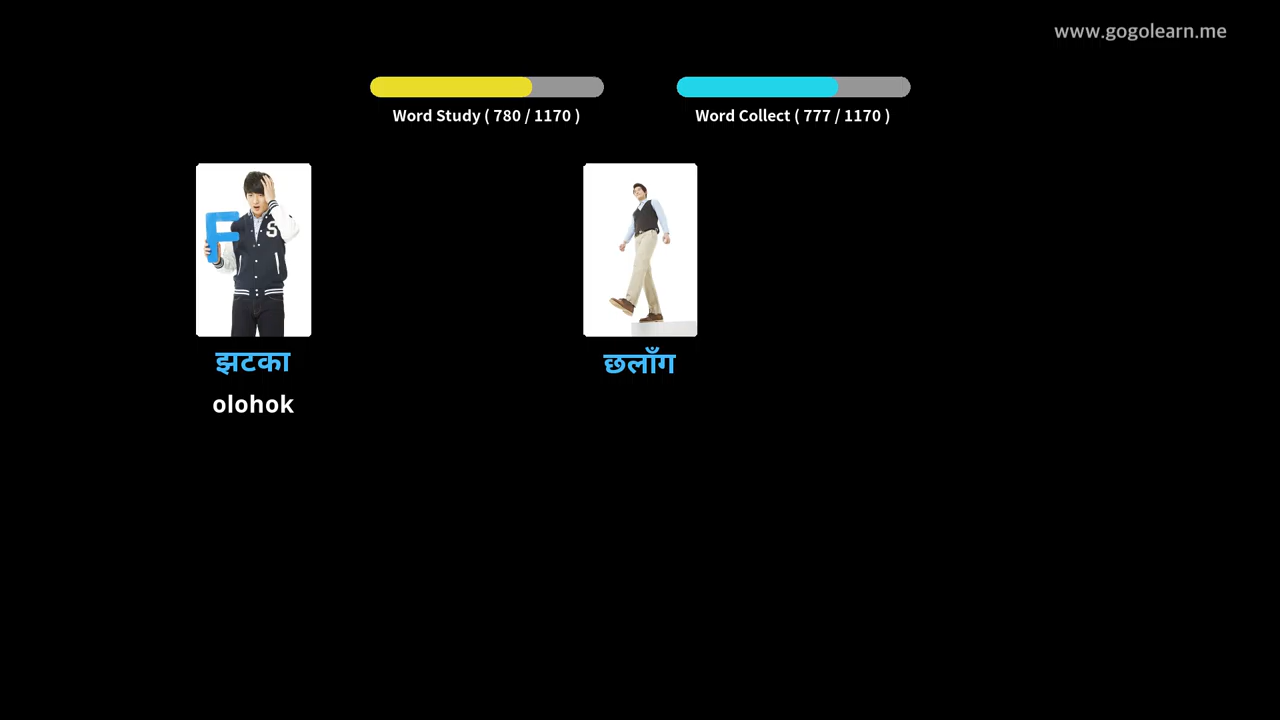 www.gogolearn.me
Word Study ( 780 / 1170 )
Word Collect ( 777 / 1170 )
F
S
झटका
छलाँग
olohok